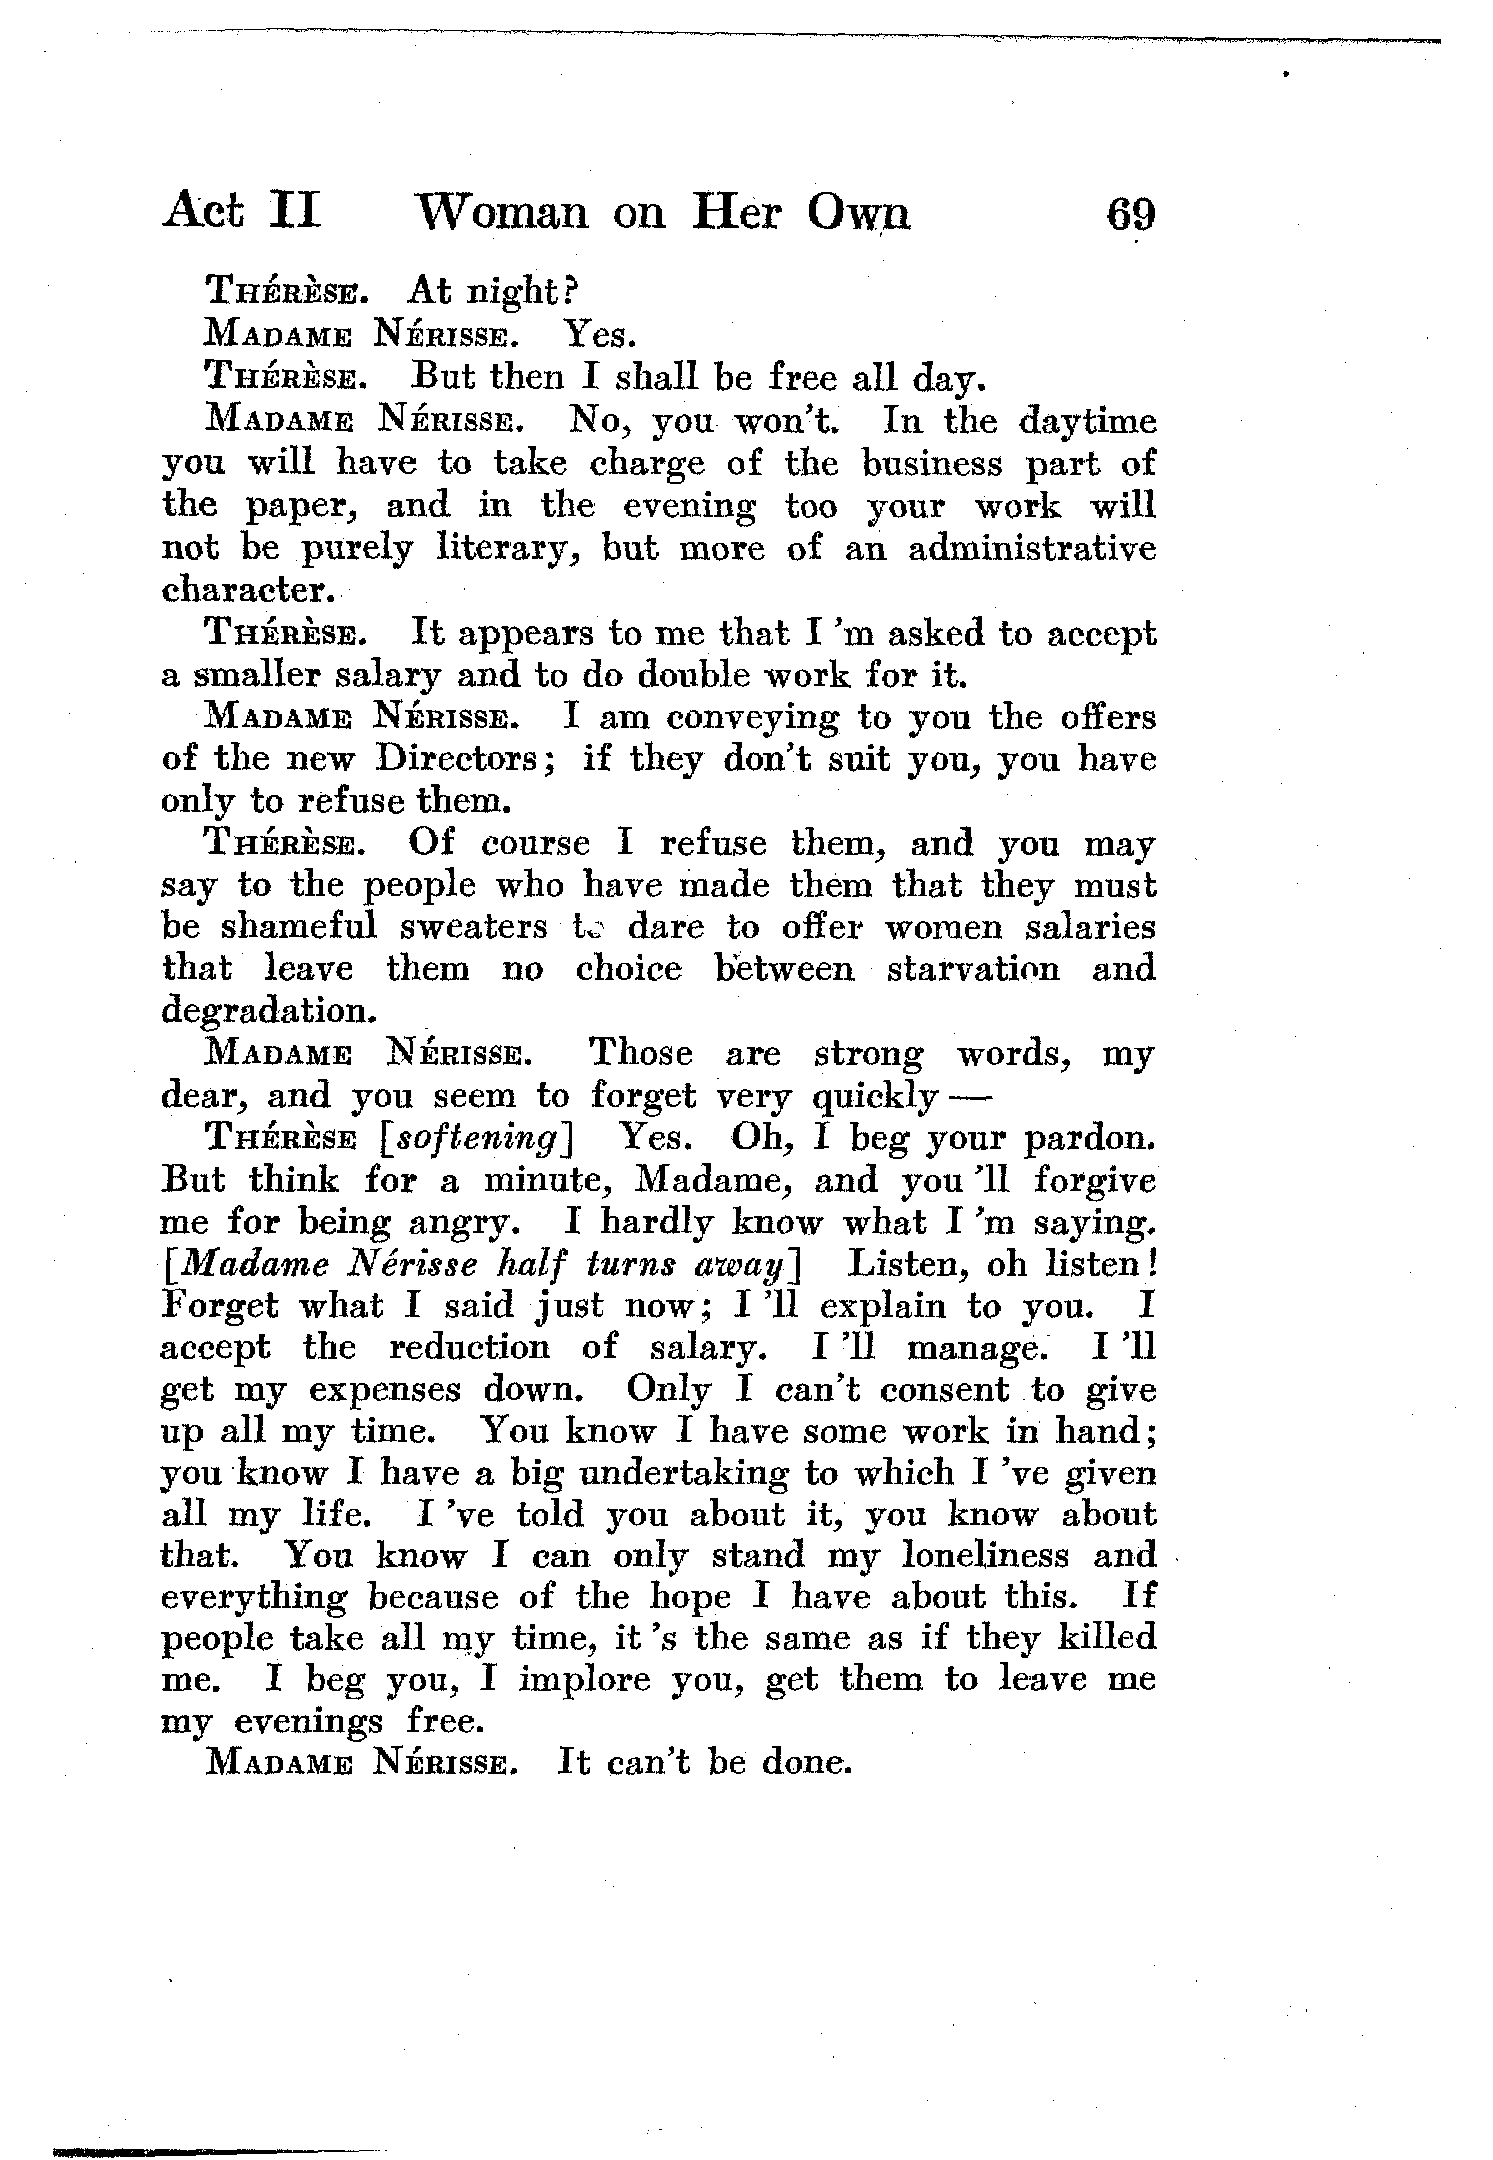 Act II Woman on Her Own 69
THÉRÈSE. At night?
MADAME NÉRISSE. Yes.
THÉRÈSE. But then I shall be free all day.
MADAME NÉRISSE. No, you won't. In the daytime
you will have to take charge of the business part of
the paper, and in the evening too your work will
not be purely literary, but more of an administrative
character.
THÉRÈSE. It appears to me that I 'm asked to accept
a smaller salary and to do double work for it.
MADAME NÉRISSE. I am conveying to you the offers
of the new Directors; if they don't suit you, you have
only to refuse them.
THÉRÈSE. Of course I refuse them, and you may
say to the people who have made them that they must
be shameful sweaters to dare to offer women salaries
that leave them no choice between starvation and
degradation.
MADAME NÉRISSE. Those are strong words, my
dear, and you seem to forget very quickly —
THÉRÈSE [softening] Yes. Oh, I beg your pardon.
But think for a minute, Madame, and you 'll forgive
me for being angry. I hardly know what I 'm saying.
[Madame Nérisse half turns away] Listen, oh listen!
Forget what I said just now; I 'll explain to you. I
accept the reduction of salary. I 'll manage. I 'll
get my expenses down. Only I can't consent to give
up all my time. You know I have some work in hand;
you know I have a big undertaking to which I 've given
all my life. I 've told you about it, you know about
that. You know I can only stand my loneliness and
everything because of the hope I have about this. If
people take all my time, it 's the same as if they killed
me. I beg you, I implore you, get them to leave me
my evenings free.
MADAME NÉRISSE. It can't be done.